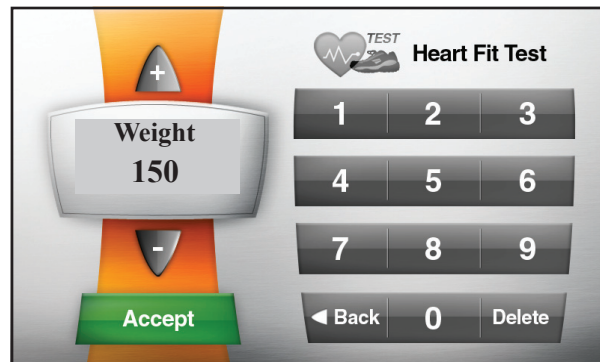 +
Weight
150
-
Accept
TEST
Heart Fit Test
1 2 3
4 5 6
7 8 9
Back 0 Delete